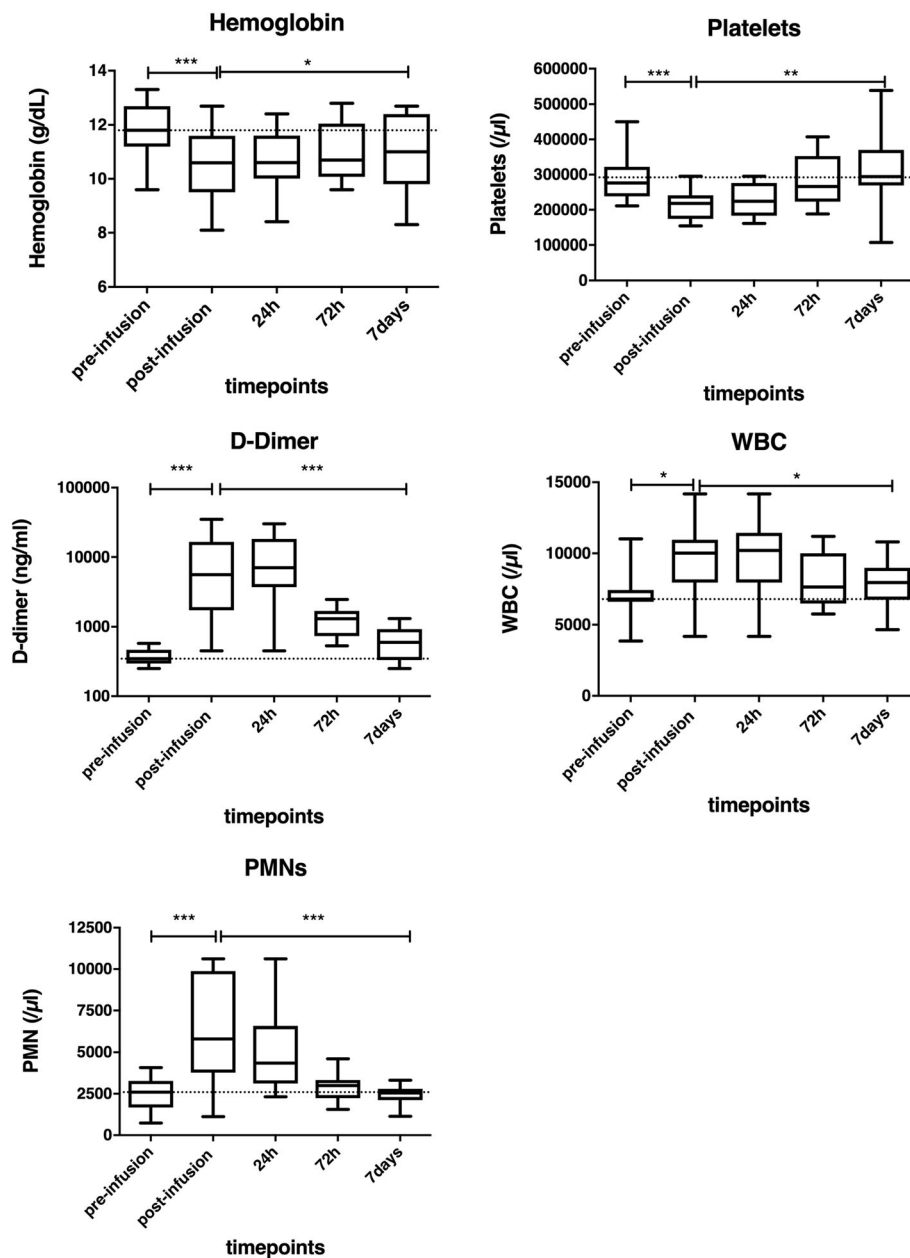 Hemoglobin
***
*
14
12
10
8
6
Hemoglobin (g/dL)
pre-infusion
post-infusion
24h
72h
7days
timepoints
Platelets
***
**
600000
500000
400000
300000
200000
100000
0
Platelets (/µl)
pre-infusion
post-infusion
24h
72h
7days
timepoints
D-Dimer
***
***
100000
10000
1000
100
D-dimer (ng/ml)
pre-infusion
post-infusion
24h
72h
7days
timepoints
WBC
*
*
15000
10000
5000
0
WBC (/µl)
pre-infusion
post-infusion
24h
72h
7days
timepoints
PMNs
***
***
12500
10000
7500
5000
2500
0
PMN (/µl)
pre-infusion
post-infusion
24h
72h
7days
timepoints